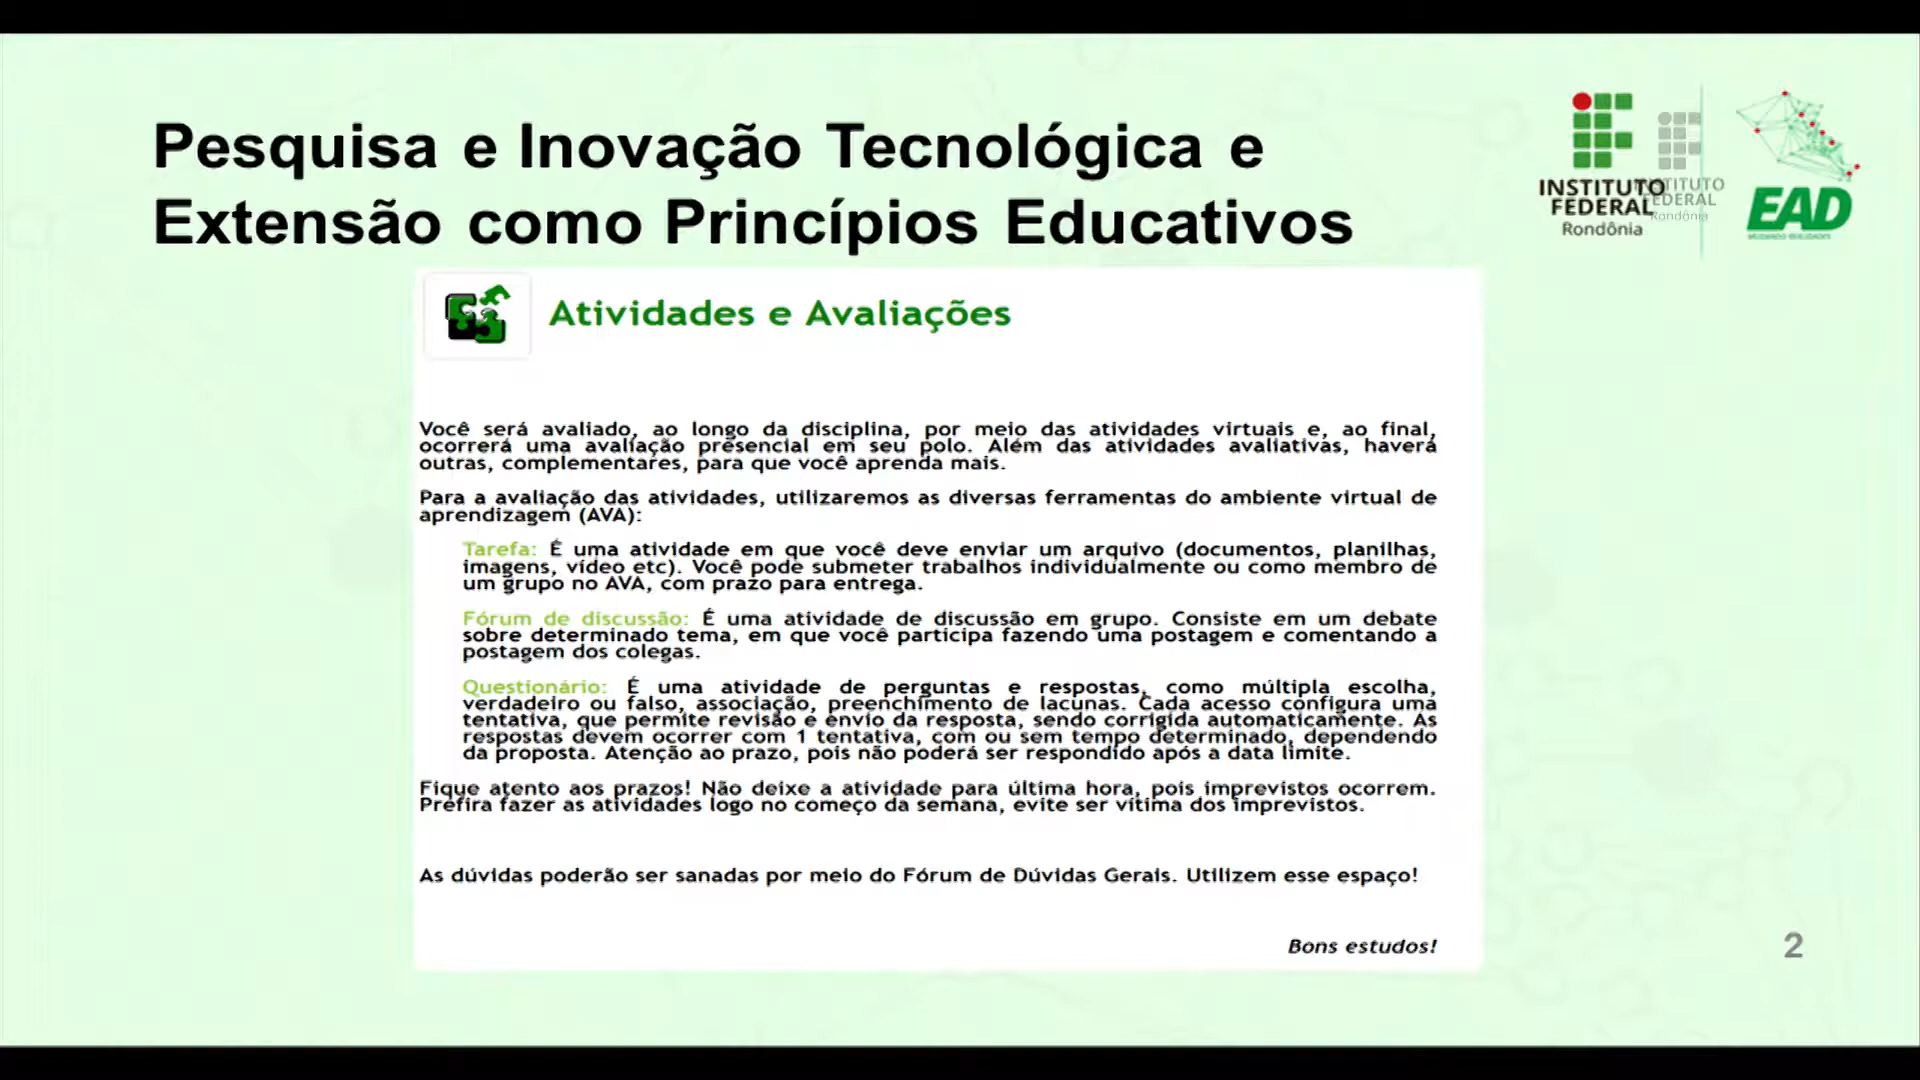 Pesquisa e Inovação Tecnológica e
Extensão como Princípios Educativos
INSTITUTO
FEDERAL
Rondônia
INSTITUTO
FEDERAL
Rondônia
EAD
Atividades e Avaliações
Você será avaliado, ao longo da disciplina, por meio das atividades virtuais e, ao final,
ocorrerá uma avaliação presencial em seu polo. Além das atividades avaliativas, haverá
outras, complementares, para que você aprenda mais.
Para a avaliação das atividades, utilizaremos as diversas ferramentas do ambiente virtual de
aprendizagem (AVA):
Tarefa: É uma atividade em que você deve enviar um arquivo (documentos, planilhas,
imagens, vídeo etc). Você pode submeter trabalhos individualmente ou como membro de
um grupo no AVA, com prazo para entrega.
Fórum de discussão: É uma atividade de discussão em grupo. Consiste em um debate
sobre determinado tema, em que você participa fazendo uma postagem e comentando a
postagem dos colegas.
Questionário: É uma atividade de perguntas e respostas, como múltipla escolha,
verdadeiro ou falso, associação, preenchimento de lacunas. Cada acesso configura uma
tentativa, que permite revisão e envio da resposta, sendo corrigida automaticamente. As
respostas devem ocorrer com 1 tentativa, com ou sem tempo determinado, dependendo
da proposta. Atenção ao prazo, pois não poderá ser respondido após a data limite.
Fique atento aos prazos! Não deixe a atividade para última hora, pois imprevistos ocorrem.
Prefira fazer as atividades logo no começo da semana, evite ser vítima dos imprevistos.
As dúvidas poderão ser sanadas por meio do Fórum de Dúvidas Gerais. Utilizem esse espaço!
Bons estudos!
2